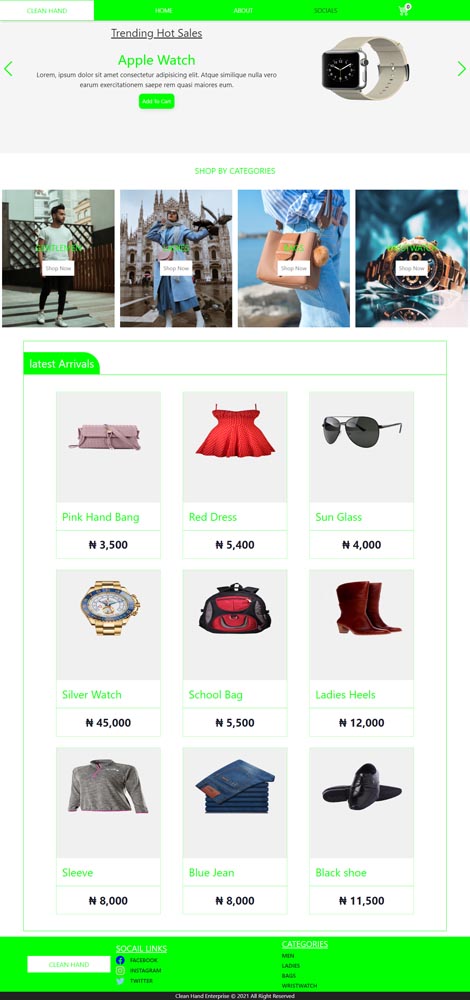 CLEAN HAND
HOME
ABOUT
SOCIALS
0
Trending Hot Sales
Apple Watch
Lorem, ipsum dolor sit amet consectetur adipisicing elit. Atque similique nulla vero
earum exercitationem saepe rem quasi maiores eum.
Add To Cart
SHOP BY CATEGORIES
GENTLEMEN
Shop Now
Shop Now
BAGS
Shop Now
WRISTWATCH
Shop Now
latest Arrivals
Pink Hand Bang
Red Dress
Sun Glass
₦ 3,500
₦ 5,400
₦ 4,000
Silver Watch
School Bag
Ladies Heels
₦ 45,000
₦ 5,500
₦ 12,000
Sleeve
Blue Jean
Black shoe
₦ 8,000
₦ 8,000
₦ 11,500
CLEAN HAND
SOCAIL LINKS
FACEBOOK
INSTAGRAM
TWITTER
CATEGORIES
MEN
LADIES
BAGS
WRISTWATCH
Clean Hand Enterprise © 2021 All Right Reserved